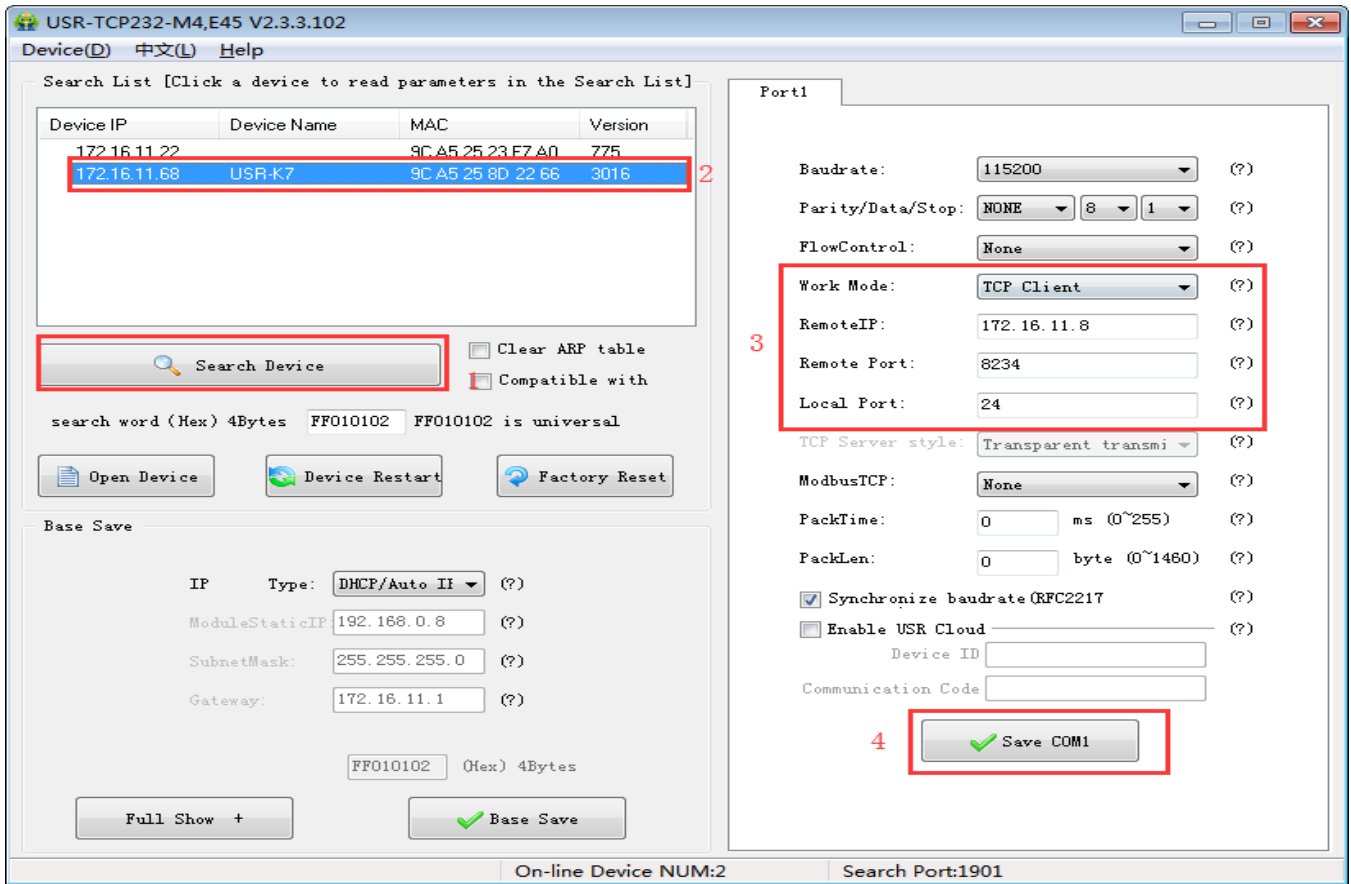 USR-TCP232-M4,E45 V2.3.3.102
Device(D) 中文(L) Help
Search List [Click a device to read parameters in the Search List]
Device IP Device Name MAC Version
172.16.11.22 9C A5 25 23 F7 A0 775
172.16.11.68 USR-K7 9C A5 25 8D 22 66 3016
2
Search Device
Clear ARP table
1
Compatible with
search word (Hex) 4Bytes FF010102 FF010102 is universal
Open Device Device Restart Factory Reset
Base Save
IP Type: DHCP/Auto II (?)
ModuleStaticIP: 192.168.0.8 (?)
SubnetMask: 255.255.255.0 (?)
Gateway: 172.16.11.1 (?)
FF010102 (Hex) 4Bytes
Full Show + Base Save
Port1
Baudrate: 115200 (?)
Parity/Data/Stop: NONE 8 1 (?)
FlowControl: None (?)
3
Work Mode: TCP Client (?)
RemoteIP: 172.16.11.8 (?)
Remote Port: 8234 (?)
Local Port: 24 (?)
TCP Server style: Transparent transmi (?)
ModbusTCP: None (?)
PackTime: 0 ms (0~255) (?)
PackLen: 0 byte (0~1460) (?)
Synchronize baudrate(RFC2217 (?)
Enable USR Cloud (?)
Device ID
Communication Code
4
Save COM1
On-line Device NUM:2 Search Port:1901